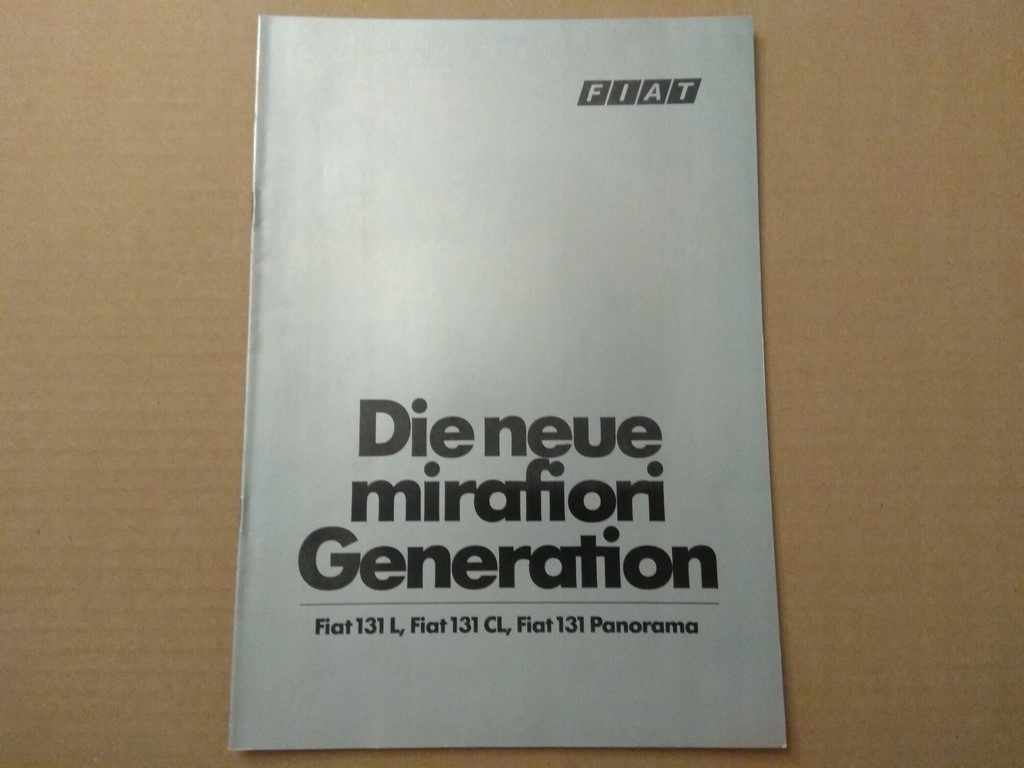 FIAT
Die neue
mirafiori
Generation
Fiat 131 L, Fiat 131 CL, Fiat 131 Panorama